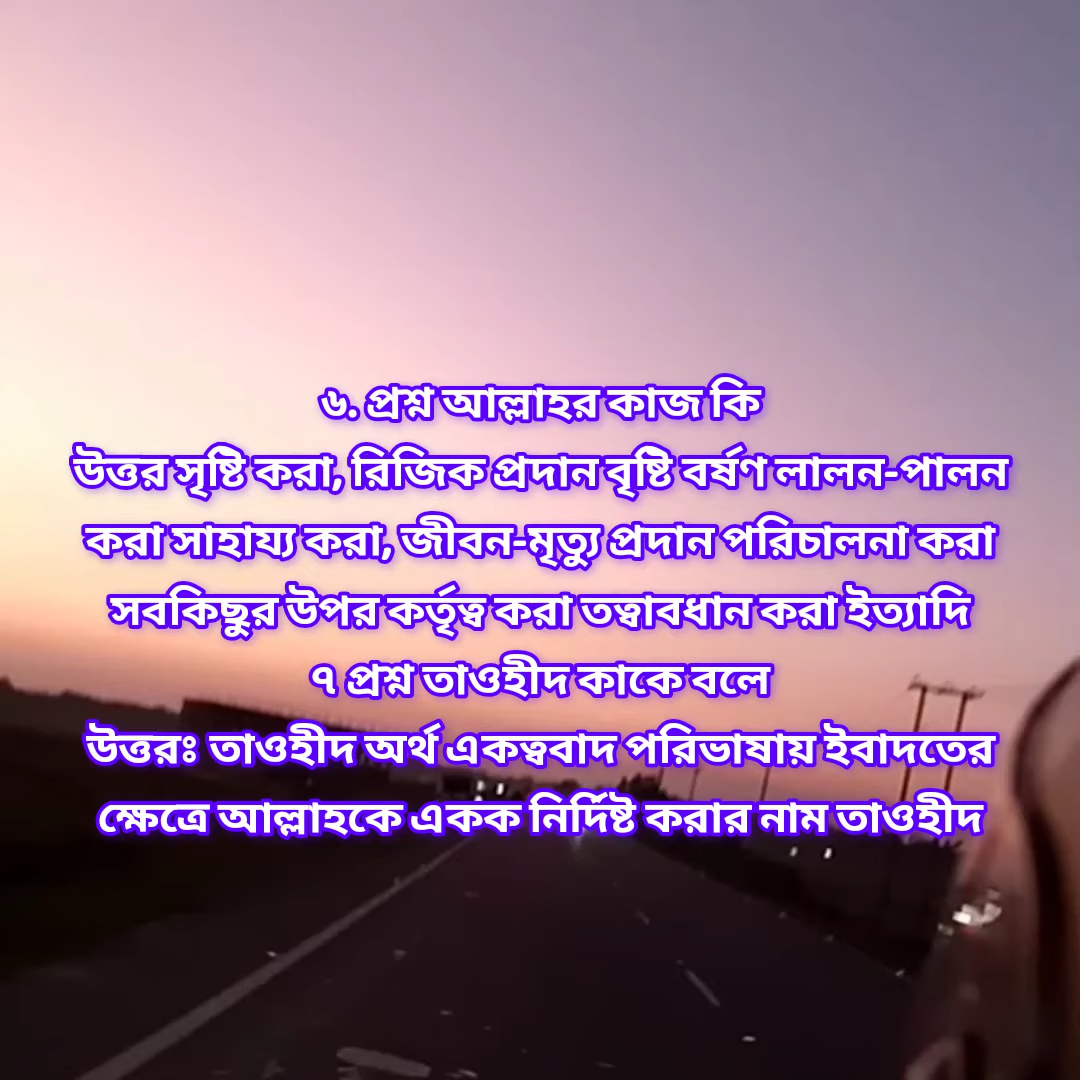 ৬. প্রশ্ন আল্লাহর কাজ কি
উত্তর সৃষ্টি করা, রিজিক প্রদান বৃষ্টি বর্ষণ লালন-পালন
করা সাহায্য করা, জীবন-মৃত্যু প্রদান পরিচালনা করা
সবকিছুর উপর কর্তৃত্ব করা তত্বাবধান করা ইত্যাদি
৭ প্রশ্ন তাওহীদ কাকে বলে
উত্তরঃ তাওহীদ অর্থ একত্ববাদ পরিভাষায় ইবাদতের
ক্ষেত্রে আল্লাহকে একক নির্দিষ্ট করার নাম তাওহীদ